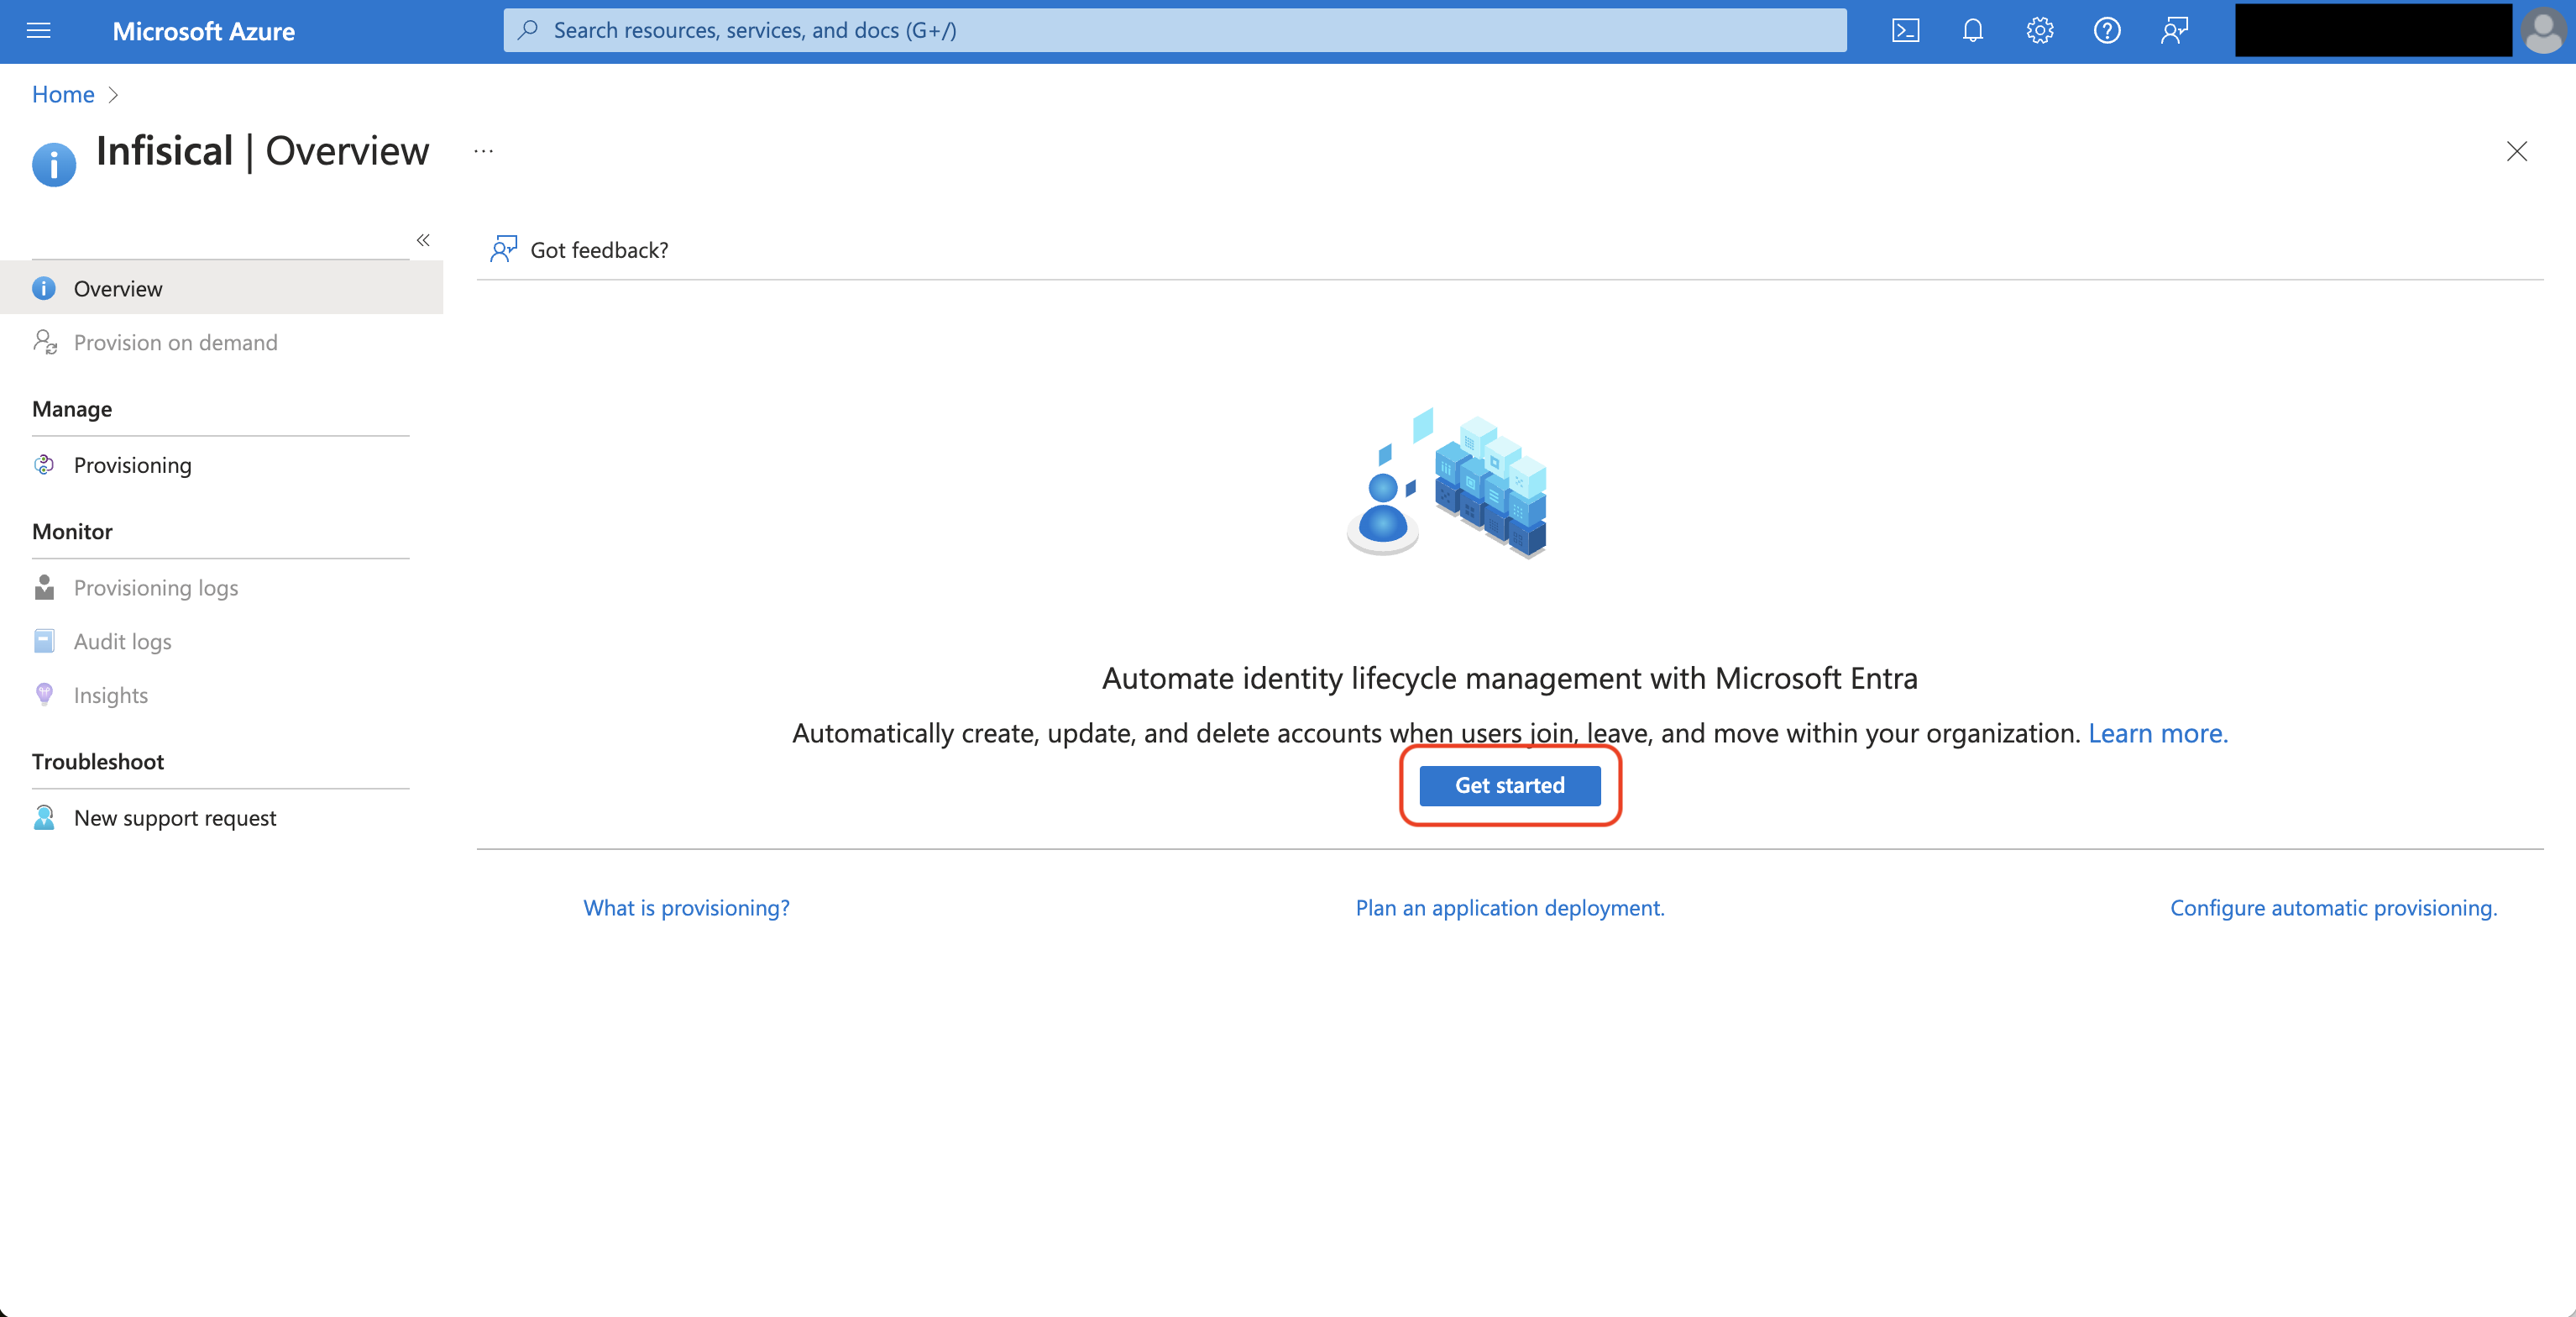 Microsoft Azure
Search resources, services, and docs (G+/)
Home
Infisical | Overview
...
Got feedback?
Overview
Provision on demand
Manage
Provisioning
Monitor
Provisioning logs
Audit logs
Insights
Troubleshoot
New support request
Automate identity lifecycle management with Microsoft Entra
Automatically create, update, and delete accounts when users join, leave, and move within your organization. Learn more.
Get started
What is provisioning?
Plan an application deployment.
Configure automatic provisioning.